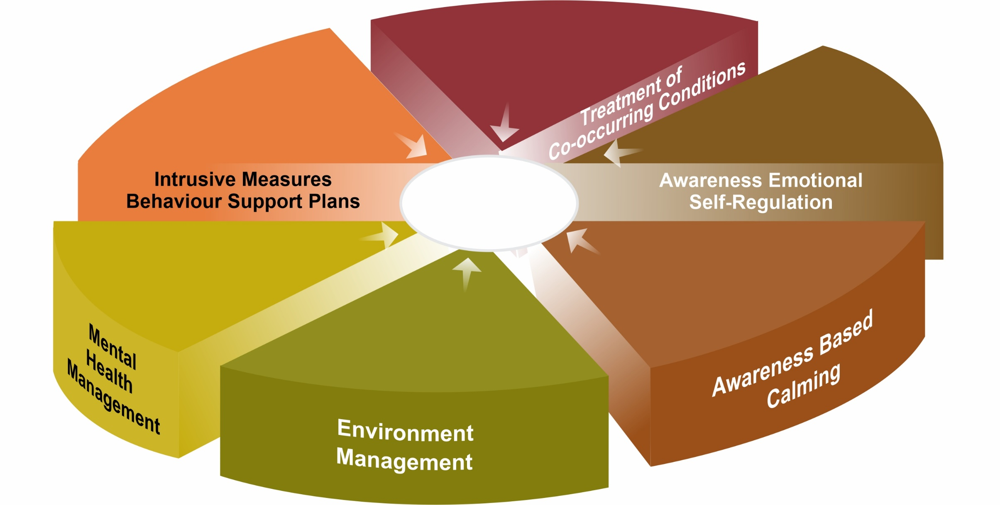 Treatment of
Co-occurring Conditions
Intrusive Measures
Behaviour Support Plans
Awareness Emotional
Self-Regulation
Mental
Health
Management
Awareness Based
Calming
Environment
Management